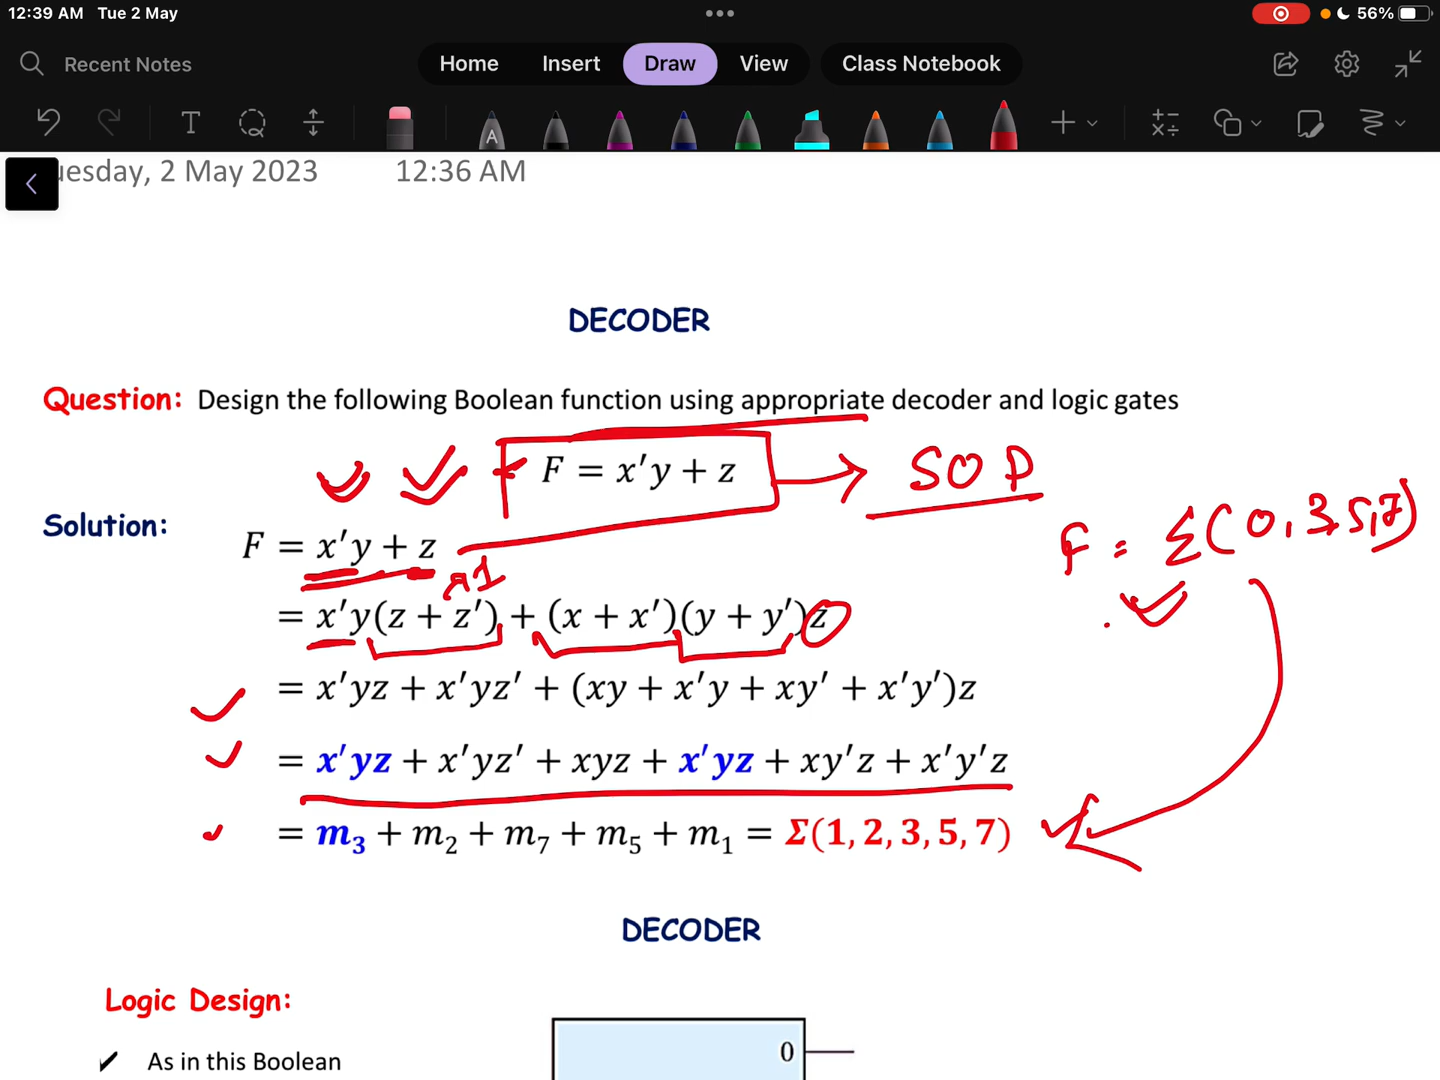 12:39 AM Tue 2 May
56%
Recent Notes
Home Insert Draw View Class Notebook
T
A
uesday, 2 May 2023 12:36 AM
DECODER
Question: Design the following Boolean function using appropriate decoder and logic gates
F = x'y + z
SOP
Solution:
F = x'y + z
F = Σ(0,3,5,7)
= x'y(z + z') + (x + x')(y + y')z
= x'yz + x'yz' + (xy + x'y + xy' + x'y')z
= x'yz + x'yz' + xyz + x'yz + xy'z + x'y'z
= m₃ + m₂ + m₇ + m₅ + m₁ = Σ(1, 2, 3, 5, 7)
DECODER
Logic Design:
✓ As in this Boolean
0